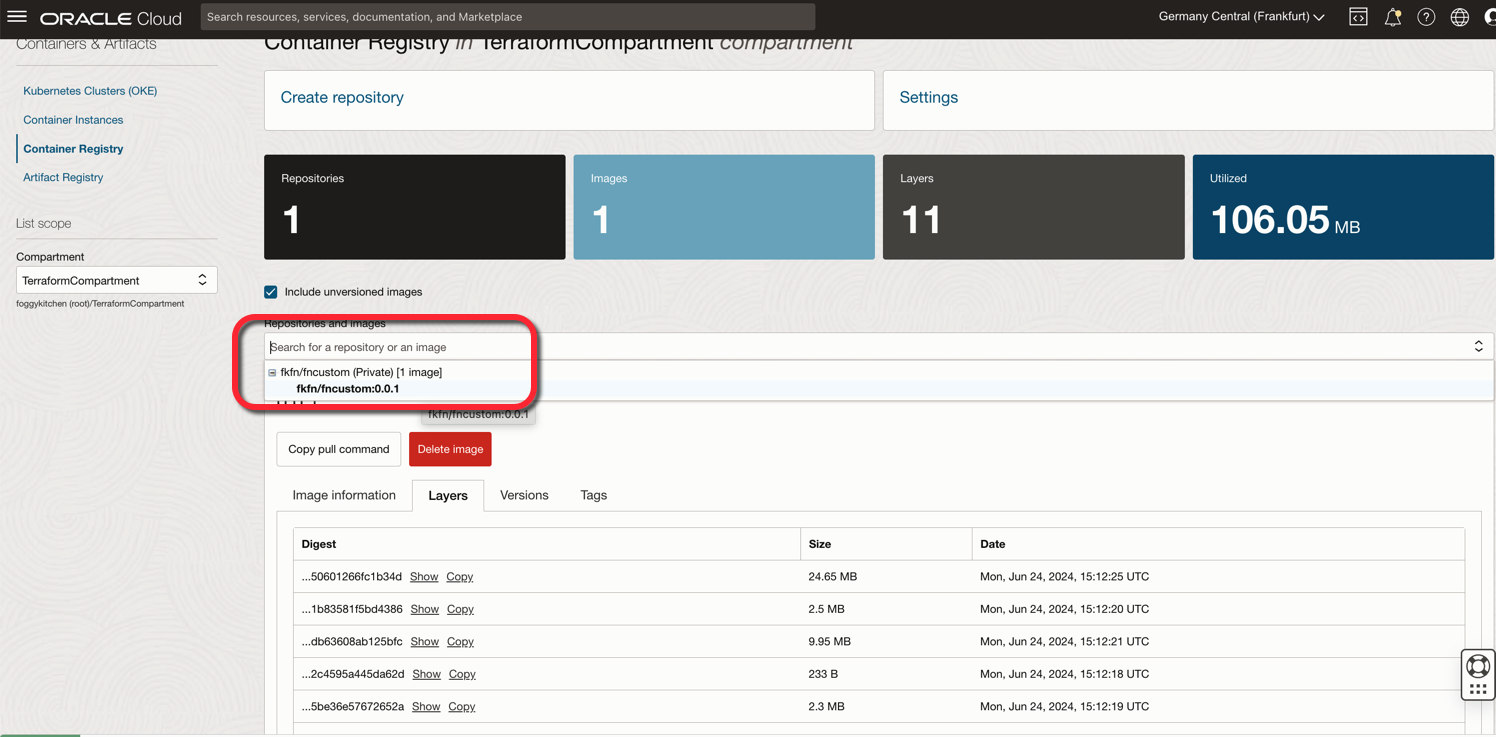 ORACLE Cloud
Search resources, services, documentation, and Marketplace
Germany Central (Frankfurt)
Containers & Artifacts
Kubernetes Clusters (OKE)
Container Instances
Container Registry
Artifact Registry
List scope
Compartment
TerraformCompartment
foggykitchen (root)/TerraformCompartment
Container Registry in TerraformCompartment compartment
Create repository
Settings
Repositories
1
Images
1
Layers
11
Utilized
106.05 MB
Include unversioned images
Repositories and images
Search for a repository or an image
fkfn/fncustom (Private) [1 image]
fkfn/fncustom:0.0.1
fkfn/fncustom:0.0.1
Copy pull command
Delete image
Image information
Layers
Versions
Tags
Digest Size Date
...50601266fc1b34d Show Copy 24.65 MB Mon, Jun 24, 2024, 15:12:25 UTC
...1b83581f5bd4386 Show Copy 2.5 MB Mon, Jun 24, 2024, 15:12:20 UTC
...db63608ab125bfc Show Copy 9.95 MB Mon, Jun 24, 2024, 15:12:21 UTC
...2c4595a445da62d Show Copy 233 B Mon, Jun 24, 2024, 15:12:18 UTC
...5be36e57672652a Show Copy 2.3 MB Mon, Jun 24, 2024, 15:12:19 UTC